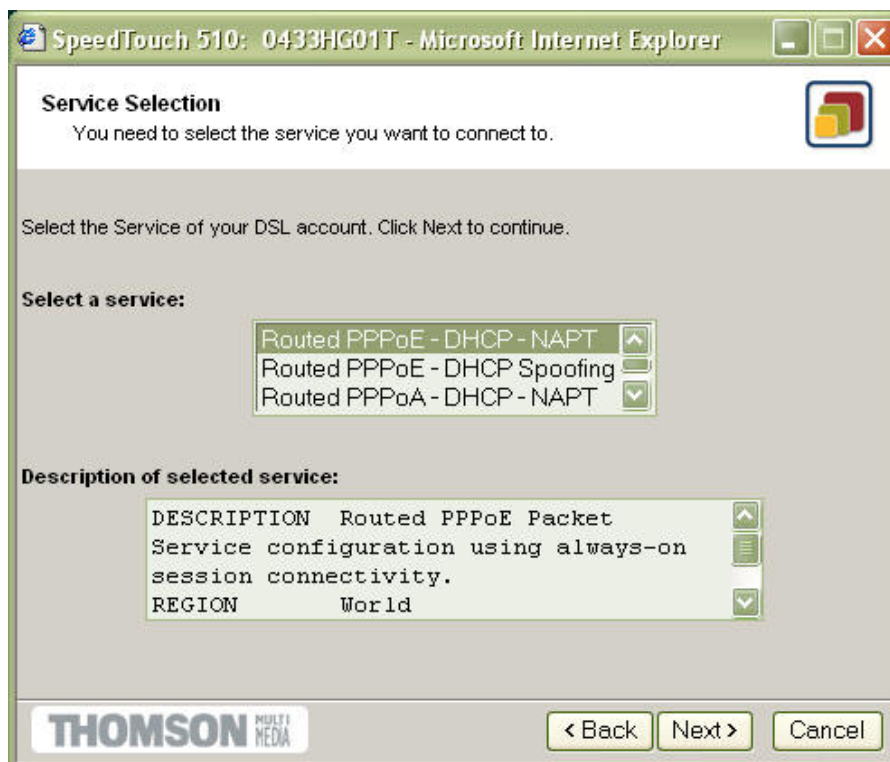 SpeedTouch 510: 0433HG01T - Microsoft Internet Explorer
Service Selection
You need to select the service you want to connect to.
Select the Service of your DSL account. Click Next to continue.
Select a service:
Routed PPPoE - DHCP - NAPT
Routed PPPoE - DHCP Spoofing
Routed PPPoA - DHCP - NAPT
Description of selected service:
DESCRIPTION Routed PPPoE Packet
Service configuration using always-on
session connectivity.
REGION World
THOMSON MULTI MEDIA
< Back Next > Cancel